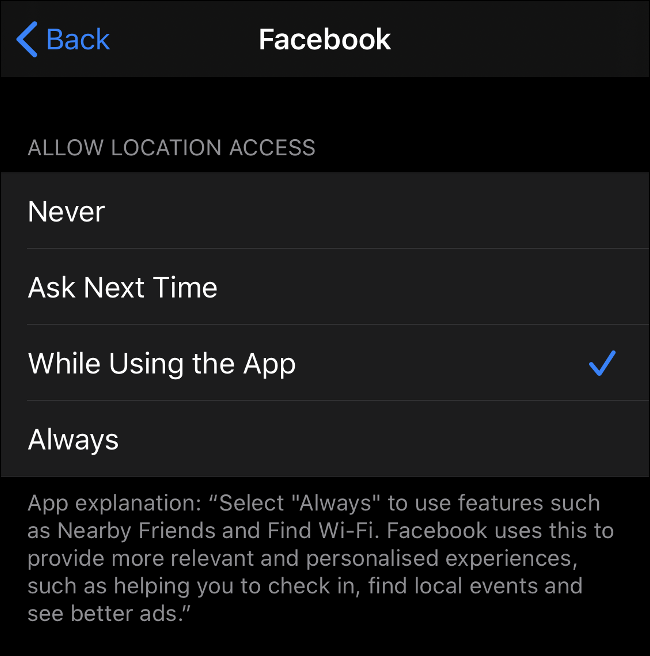 Back
Facebook
ALLOW LOCATION ACCESS
Never
Ask Next Time
While Using the App
Always
App explanation: “Select "Always" to use features such
as Nearby Friends and Find Wi-Fi. Facebook uses this to
provide more relevant and personalised experiences,
such as helping you to check in, find local events and
see better ads.”